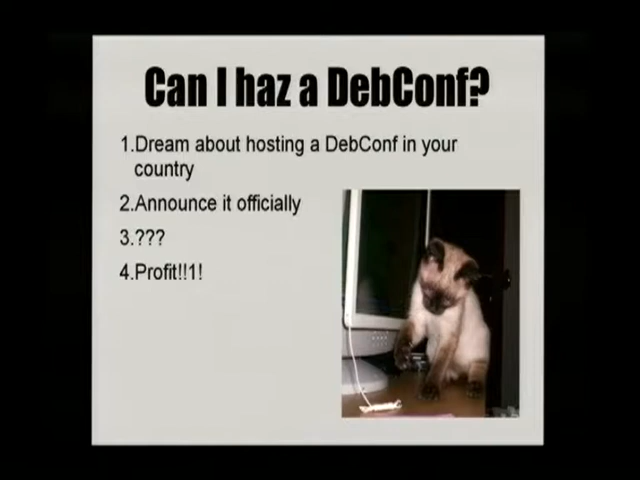 Can I haz a DebConf?
1.Dream about hosting a DebConf in your
country
2.Announce it officially
3.???
4.Profit!!1!